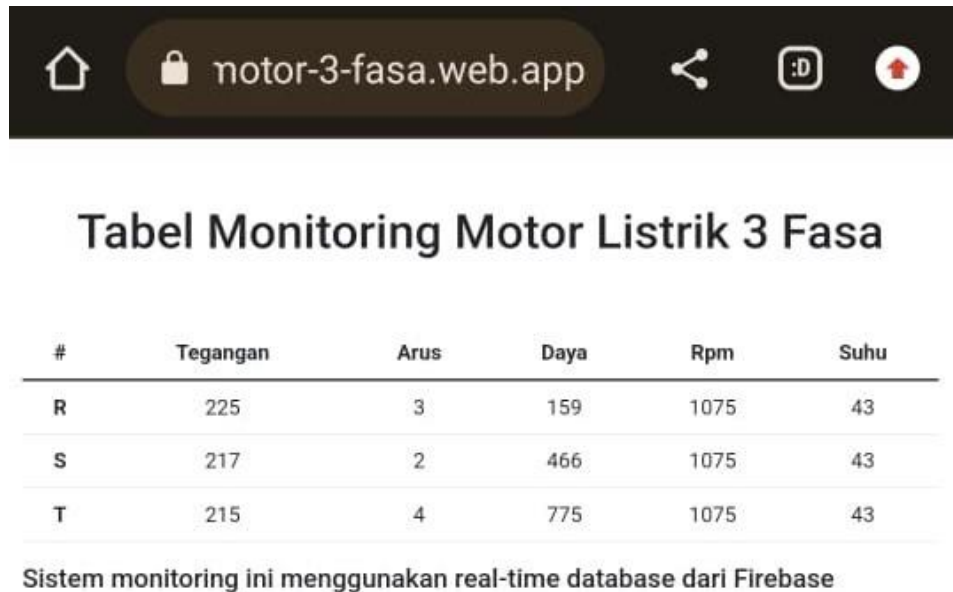 motor-3-fasa.web.app
:D
Tabel Monitoring Motor Listrik 3 Fasa
# Tegangan Arus Daya Rpm Suhu
R 225 3 159 1075 43
S 217 2 466 1075 43
T 215 4 775 1075 43
Sistem monitoring ini menggunakan real-time database dari Firebase